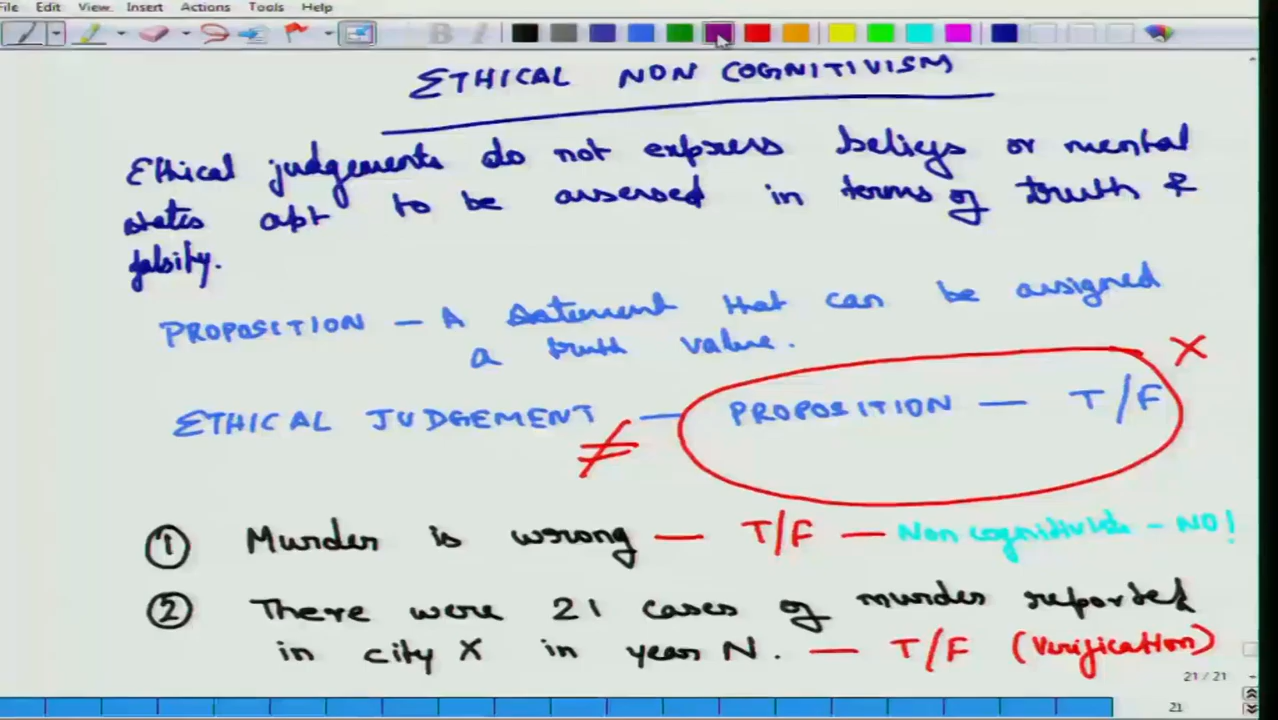 File Edit View Insert Actions Tools Help
ETHICAL NON COGNITIVISM
Ethical judgements do not express beliefs or mental
states apt to be assessed in terms of truth &
falsity.
PROPOSITION — A statement that can be assigned
a truth value.
ETHICAL JUDGEMENT — PROPOSITION — T/F X
≠
① Murder is wrong — T/F — Non cognitivists - NO!
② There were 21 cases of murder reported
in city X in year N. — T/F (Verification)
21 / 21
21